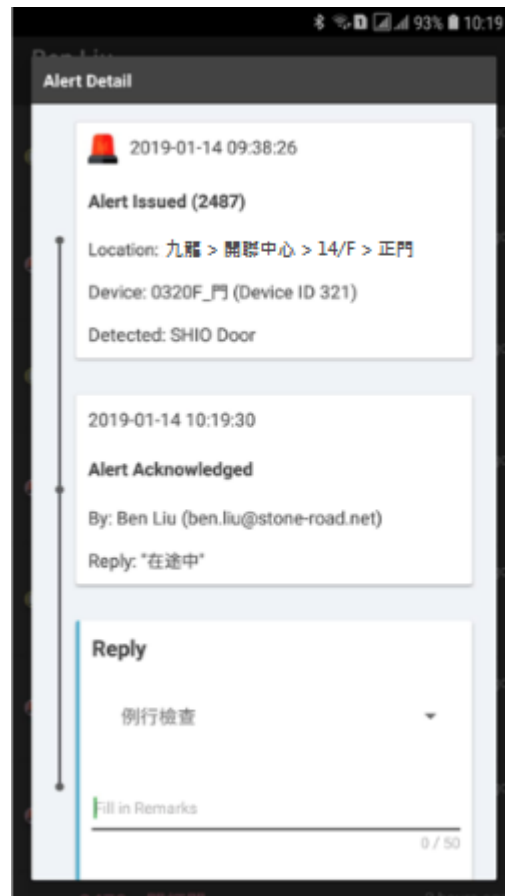 93% 10:19
Alert Detail
2019-01-14 09:38:26
Alert Issued (2487)
Location: 九龍 > 開聯中心 > 14/F > 正門
Device: 0320F_門 (Device ID 321)
Detected: SHIO Door
2019-01-14 10:19:30
Alert Acknowledged
By: Ben Liu (ben.liu@stone-road.net)
Reply: "在途中"
Reply
例行檢查
Fill in Remarks
0 / 50